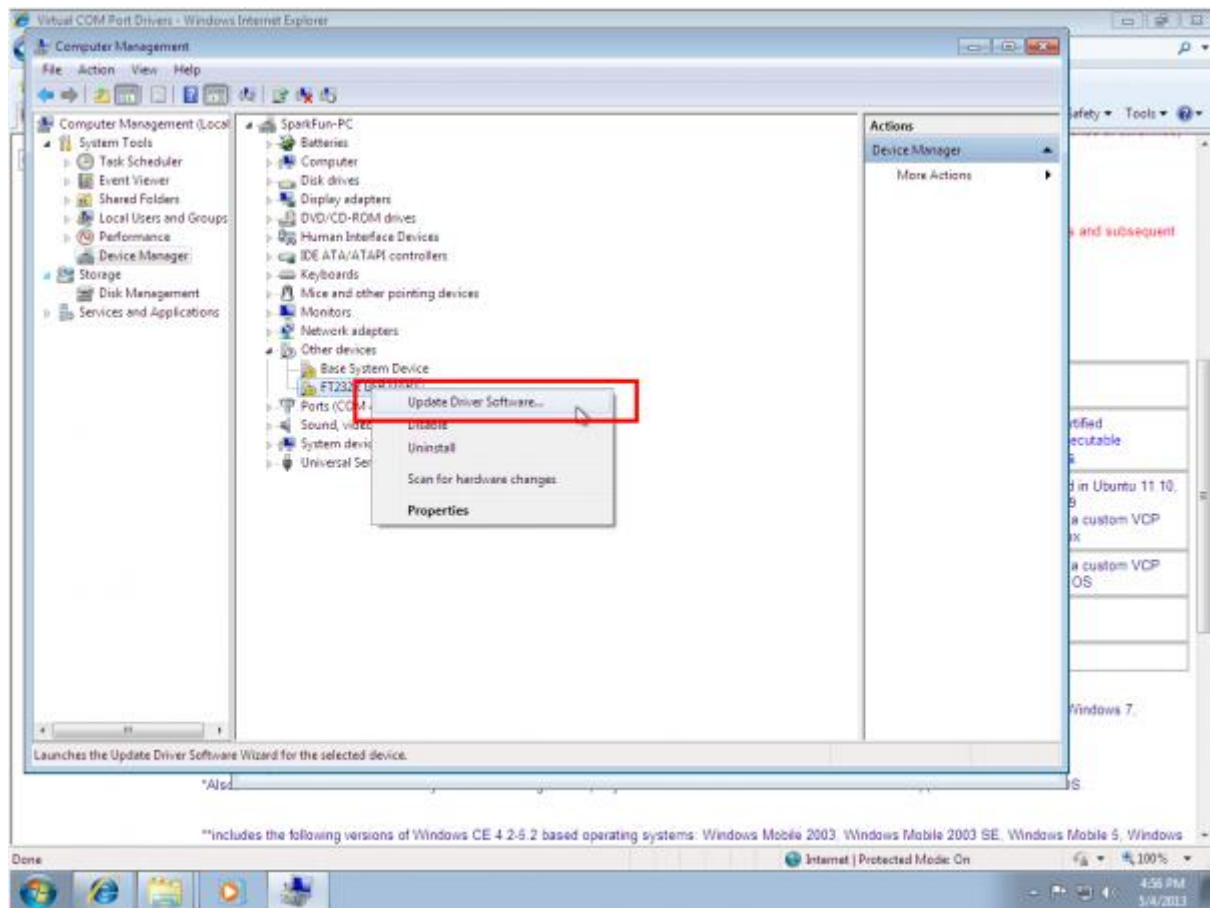 Virtual COM Port Drivers - Windows Internet Explorer
Computer Management
File Action View Help
Safety Tools
Computer Management (Local
System Tools
Task Scheduler
Event Viewer
Shared Folders
Local Users and Groups
Performance
Device Manager
Storage
Disk Management
Services and Applications
SparkFun-PC
Batteries
Computer
Disk drives
Display adapters
DVD/CD-ROM drives
Human Interface Devices
IDE ATA/ATAPI controllers
Keyboards
Mice and other pointing devices
Monitors
Network adapters
Other devices
Base System Device
FT232R USB UART
Ports (COM
Sound, video
System devic
Universal Ser
Update Driver Software...
Disable
Uninstall
Scan for hardware changes
Properties
Actions
Device Manager
More Actions
s and subsequent
rtified
ecutable
d in Ubuntu 11.10,
a custom VCP
a custom VCP
OS
Windows 7,
Launches the Update Driver Software Wizard for the selected device.
*Also
**includes the following versions of Windows CE 4.2-5.2 based operating systems: Windows Mobile 2003, Windows Mobile 2003 SE, Windows Mobile 5, Windows
Done
Internet | Protected Mode: On
100%
4:56 PM
5/4/2013